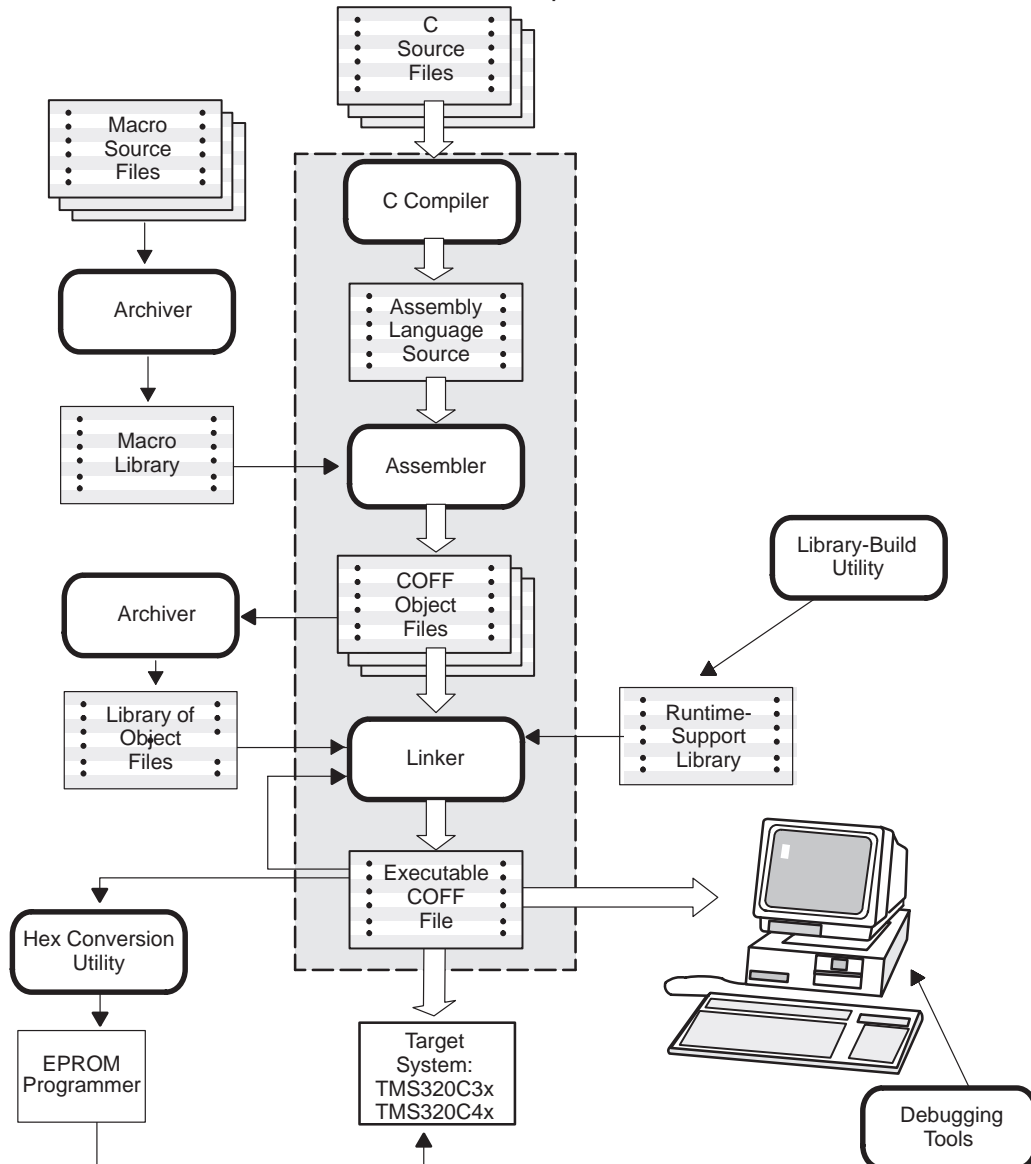 C
Source
Files
Macro
Source
Files
C Compiler
Archiver
Assembly
Language
Source
Macro
Library
Assembler
Library-Build
Utility
Archiver
COFF
Object
Files
Library of
Object
Files
Linker
Runtime-
Support
Library
Executable
COFF
File
Hex Conversion
Utility
EPROM
Programmer
Target
System:
TMS320C3x
TMS320C4x
Debugging
Tools